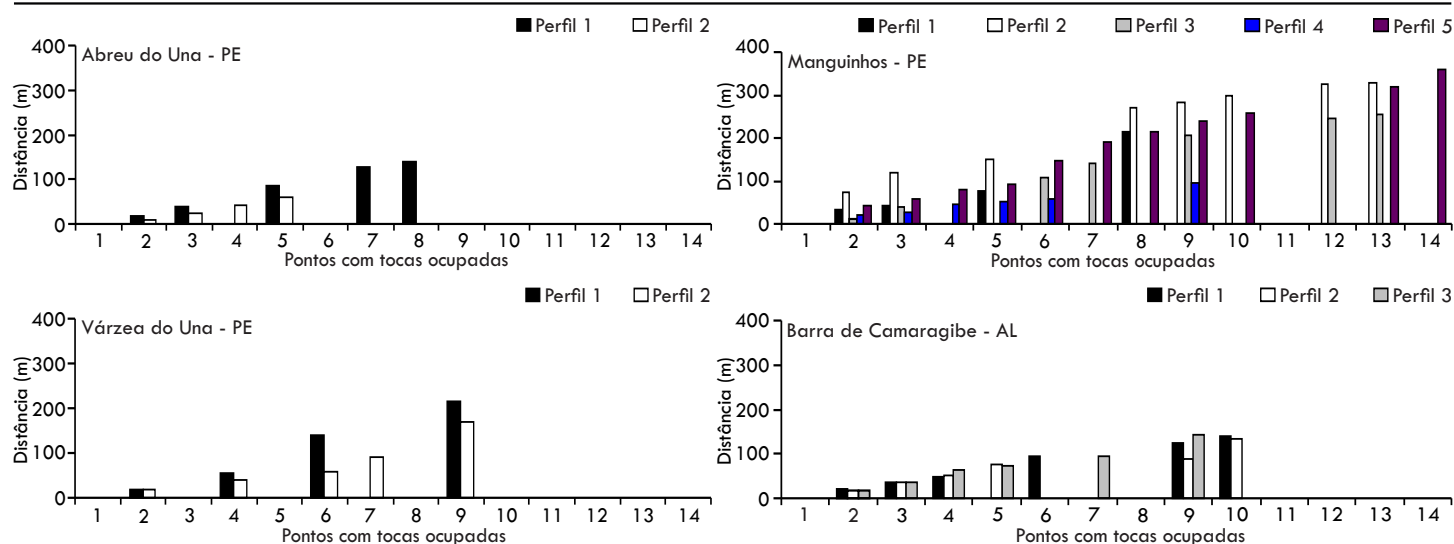 Perfil 1 Perfil 2
Abreu do Una - PE
Distância (m)
400
300
200
100
0
1 2 3 4 5 6 7 8 9 10 11 12 13 14
Pontos com tocas ocupadas
Perfil 1 Perfil 2 Perfil 3 Perfil 4 Perfil 5
Manguinhos - PE
Distância (m)
400
300
200
100
0
1 2 3 4 5 6 7 8 9 10 11 12 13 14
Pontos com tocas ocupadas
Perfil 1 Perfil 2
Várzea do Una - PE
Distância (m)
400
300
200
100
0
1 2 3 4 5 6 7 8 9 10 11 12 13 14
Pontos com tocas ocupadas
Perfil 1 Perfil 2 Perfil 3
Barra de Camaragibe - AL
Distância (m)
400
300
200
100
0
1 2 3 4 5 6 7 8 9 10 11 12 13 14
Pontos com tocas ocupadas